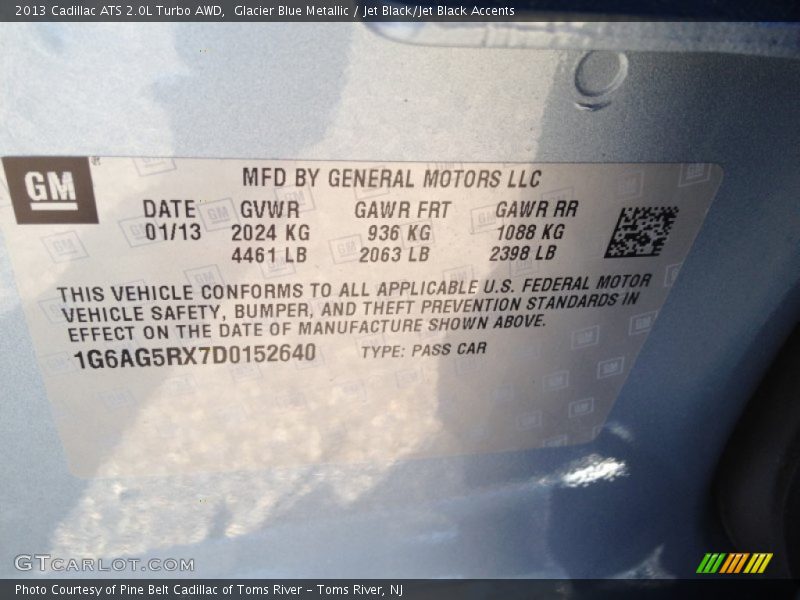 2013 Cadillac ATS 2.0L Turbo AWD, Glacier Blue Metallic / Jet Black/Jet Black Accents
GM
MFD BY GENERAL MOTORS LLC
DATE GVWR GAWR FRT GAWR RR
01/13 2024 KG 936 KG 1088 KG
4461 LB 2063 LB 2398 LB
THIS VEHICLE CONFORMS TO ALL APPLICABLE U.S. FEDERAL MOTOR
VEHICLE SAFETY, BUMPER, AND THEFT PREVENTION STANDARDS IN
EFFECT ON THE DATE OF MANUFACTURE SHOWN ABOVE.
1G6AG5RX7D0152640 TYPE: PASS CAR
GTCARLOT.COM
Photo Courtesy of Pine Belt Cadillac of Toms River – Toms River, NJ